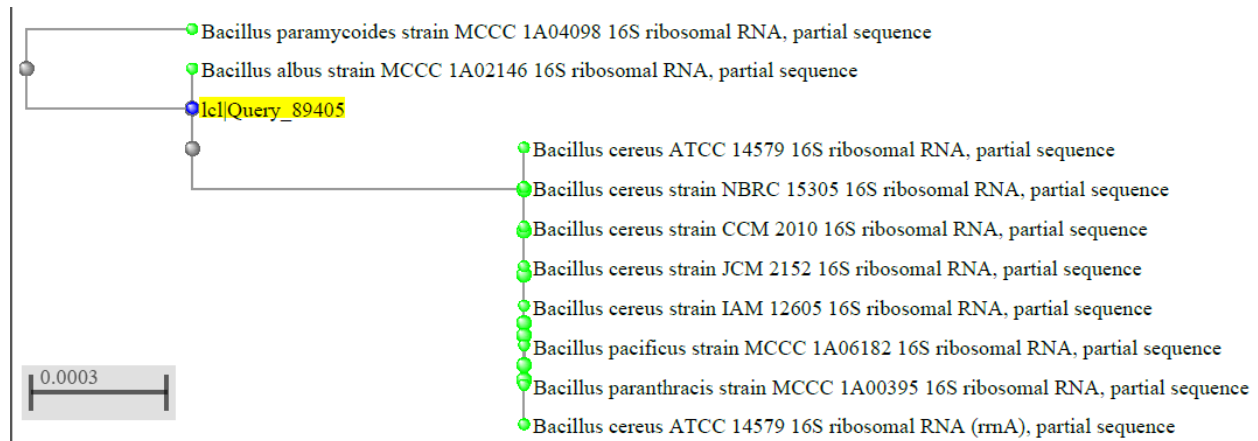 Bacillus paramycoides strain MCCC 1A04098 16S ribosomal RNA, partial sequence
Bacillus albus strain MCCC 1A02146 16S ribosomal RNA, partial sequence
lcl|Query_89405
Bacillus cereus ATCC 14579 16S ribosomal RNA, partial sequence
Bacillus cereus strain NBRC 15305 16S ribosomal RNA, partial sequence
Bacillus cereus strain CCM 2010 16S ribosomal RNA, partial sequence
Bacillus cereus strain JCM 2152 16S ribosomal RNA, partial sequence
Bacillus cereus strain IAM 12605 16S ribosomal RNA, partial sequence
Bacillus pacificus strain MCCC 1A06182 16S ribosomal RNA, partial sequence
0.0003
Bacillus paranthracis strain MCCC 1A00395 16S ribosomal RNA, partial sequence
Bacillus cereus ATCC 14579 16S ribosomal RNA (rrnA), partial sequence